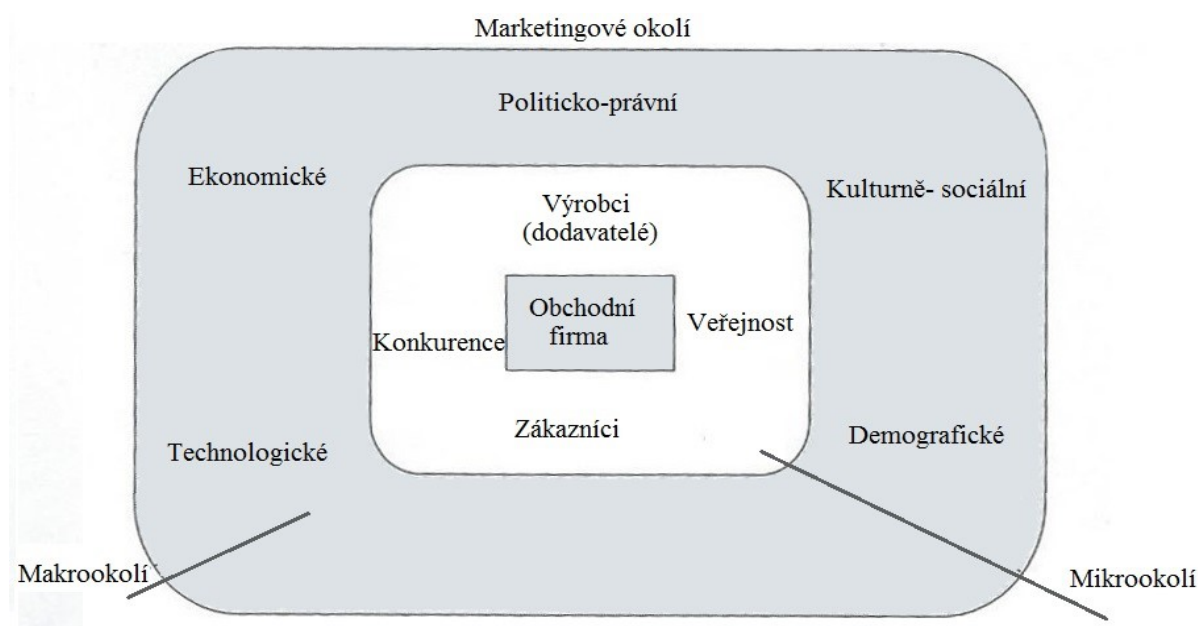 Marketingové okolí
Politicko-právní
Ekonomické
Kulturně- sociální
Výrobci
(dodavatelé)
Obchodní
firma
Veřejnost
Konkurence
Zákazníci
Demografické
Technologické
Makrookolí
Mikrookolí